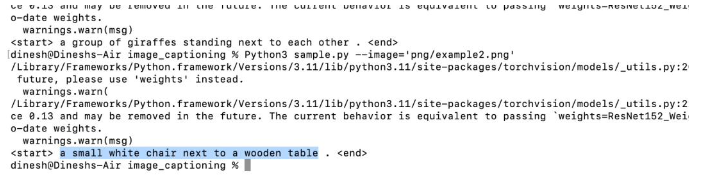 ce 0.13 and may be removed in the future. The current behavior is equivalent to passing `weights=ResNet152_Wei
o-date weights.
warnings.warn(msg)
<start> a group of giraffes standing next to each other . <end>
dinesh@Dineshs-Air image_captioning % Python3 sample.py --image='png/example2.png'
/Library/Frameworks/Python.framework/Versions/3.11/lib/python3.11/site-packages/torchvision/models/_utils.py:20
future, please use 'weights' instead.
warnings.warn(
/Library/Frameworks/Python.framework/Versions/3.11/lib/python3.11/site-packages/torchvision/models/_utils.py:2
ce 0.13 and may be removed in the future. The current behavior is equivalent to passing `weights=ResNet152_Wei
o-date weights.
warnings.warn(msg)
<start> a small white chair next to a wooden table . <end>
dinesh@Dineshs-Air image_captioning %